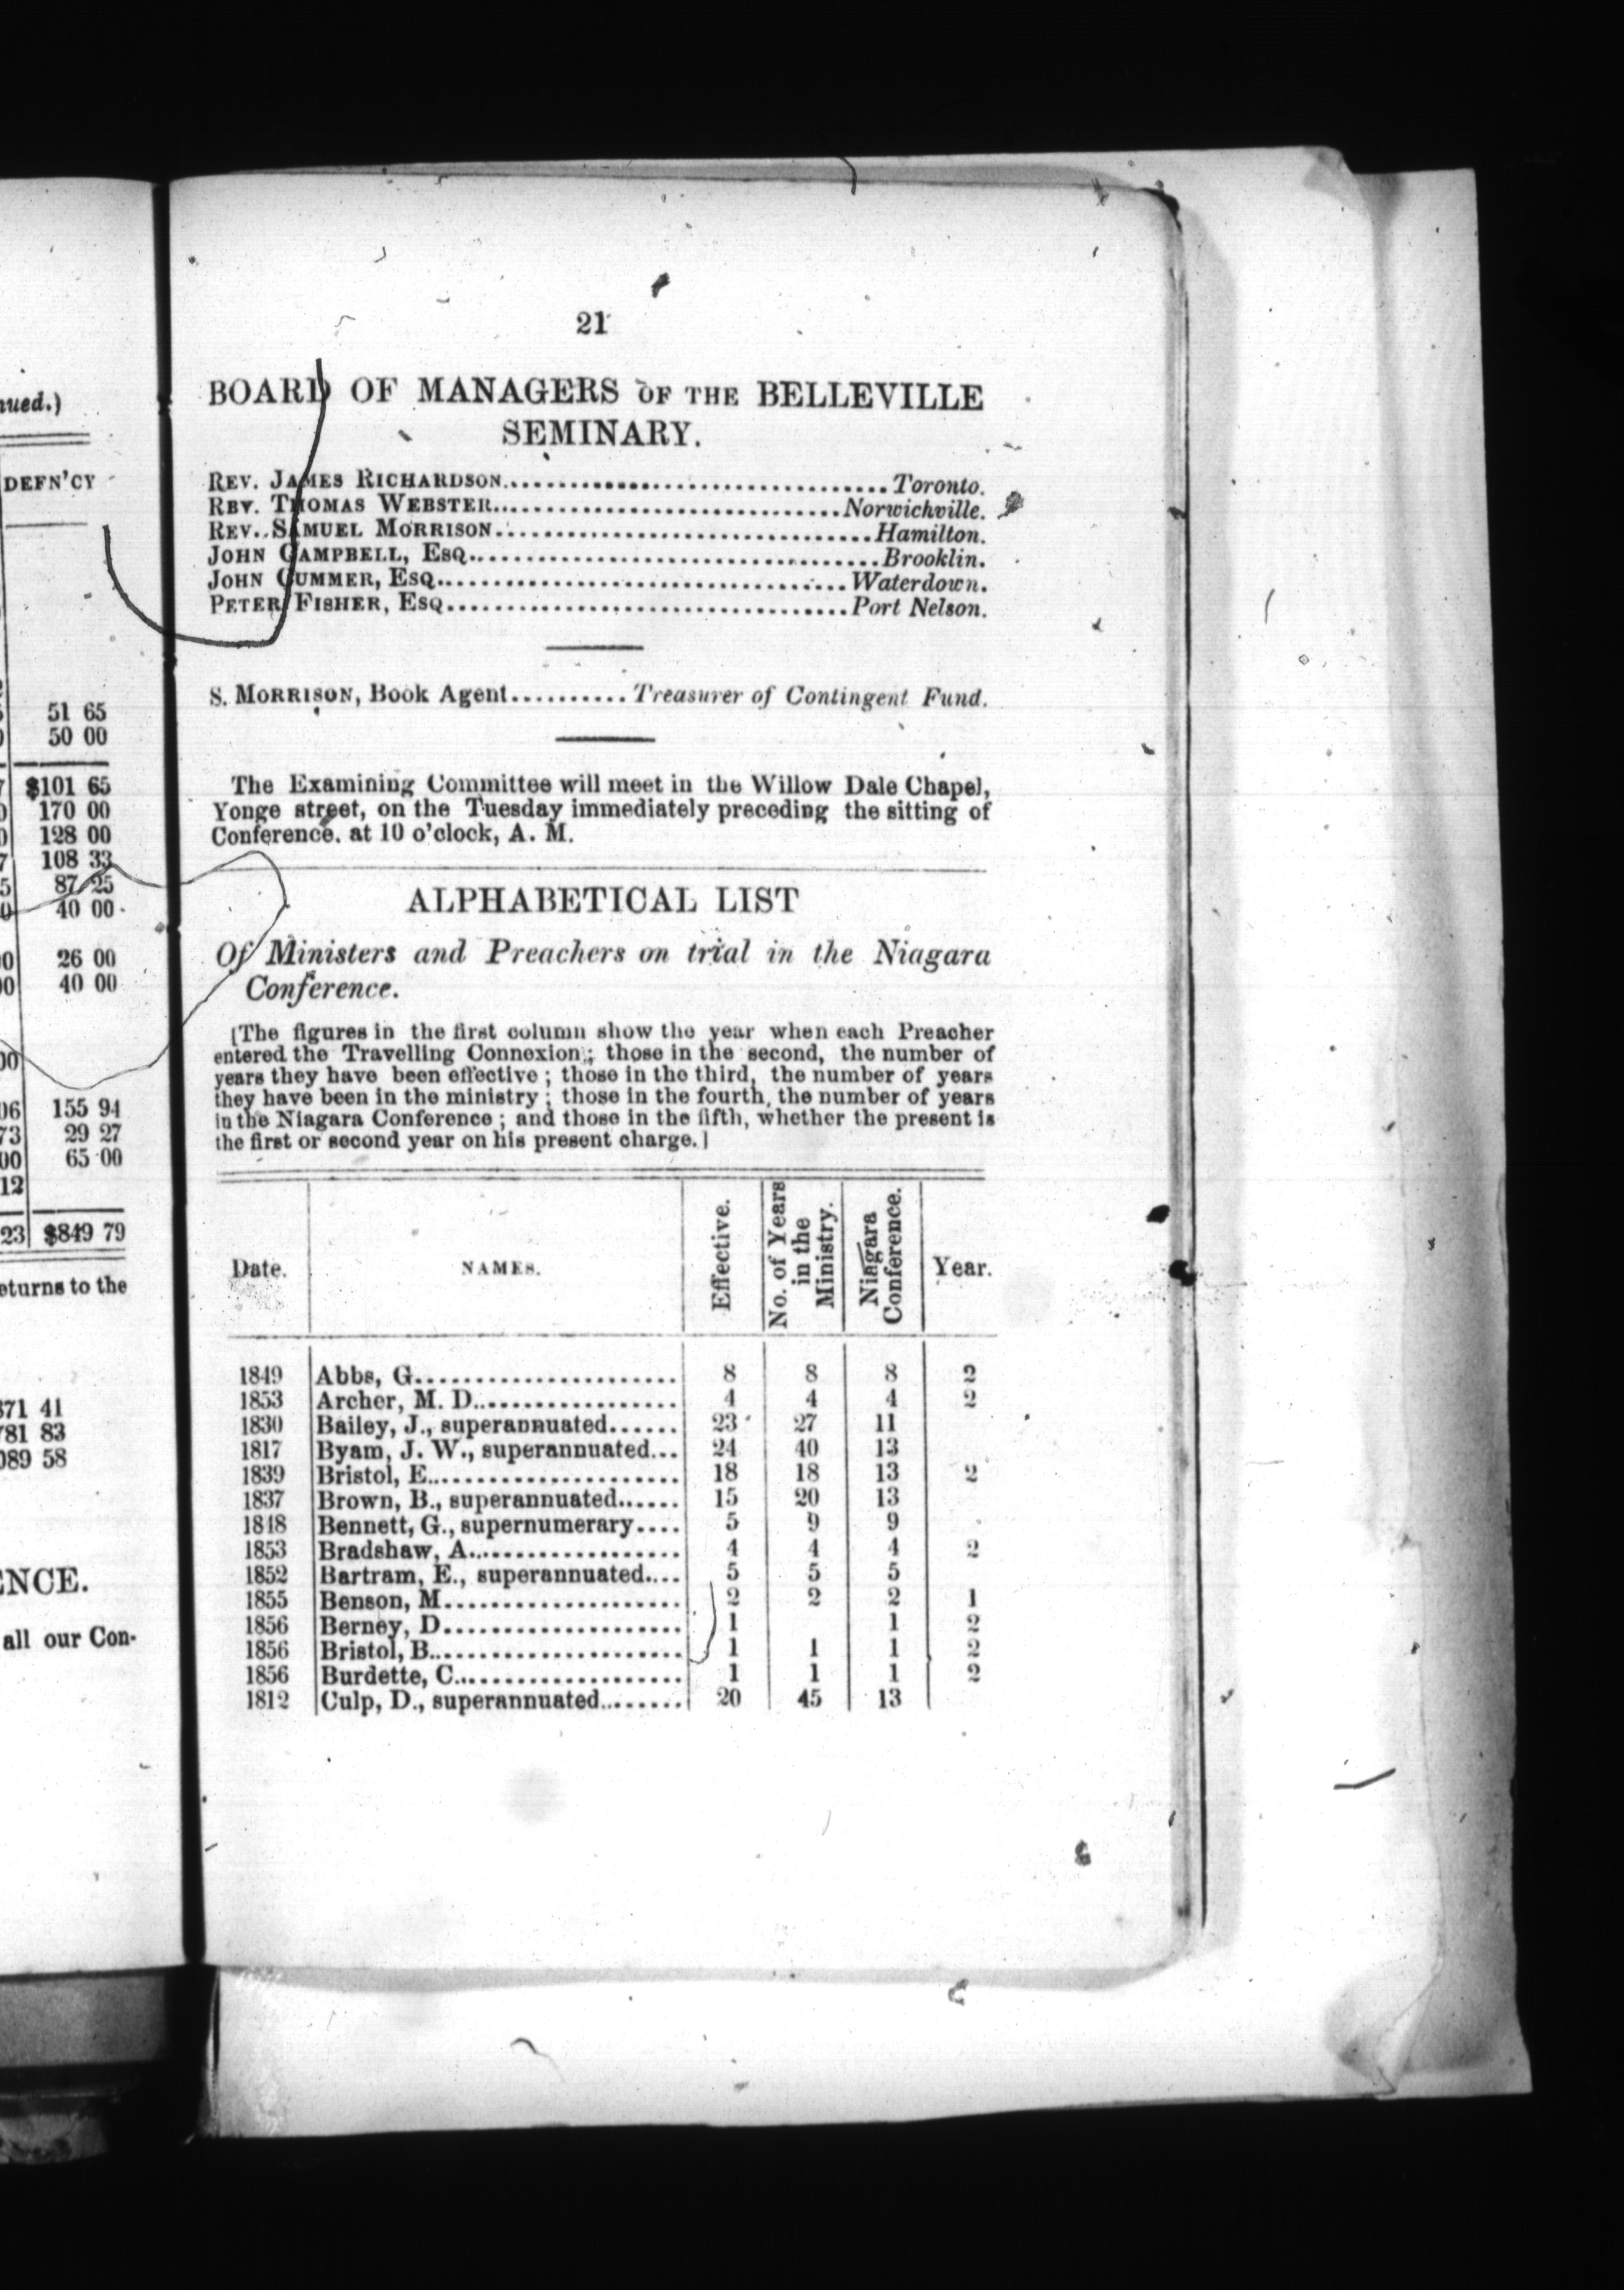 nued.)
DEFN'CY
51 65
50 00
$101 65
170 00
128 00
108 33
87 25
40 00
26 00
40 00
155 94
29 27
65 00
12
23 $849 79
eturns to the
371 41
781 83
089 58
ENCE.
all our Con-
21
BOARD OF MANAGERS OF THE BELLEVILLE
SEMINARY.
REV. JAMES RICHARDSON..............................Toronto.
REV. THOMAS WEBSTER..............................Norwichville.
REV. SAMUEL MORRISON..............................Hamilton.
JOHN CAMPBELL, ESQ..............................Brooklin.
JOHN CUMMER, ESQ..............................Waterdown.
PETER FISHER, ESQ..............................Port Nelson.
S. MORRISON, Book Agent..........Treasurer of Contingent Fund.
The Examining Committee will meet in the Willow Dale Chapel,
Yonge street, on the Tuesday immediately preceding the sitting of
Conference. at 10 o'clock, A. M.
ALPHABETICAL LIST
Of Ministers and Preachers on trial in the Niagara
Conference.
[The figures in the first column show the year when each Preacher
entered the Travelling Connexion; those in the second, the number of
years they have been effective; those in the third, the number of years
they have been in the ministry; those in the fourth, the number of years
in the Niagara Conference; and those in the fifth, whether the present is
the first or second year on his present charge.]
Date. NAMES. Effective. No. of Years in the Ministry. Niagara Conference. Year.
1849 Abbs, G...................... 8 8 8 2
1853 Archer, M. D.................. 4 4 4 2
1830 Bailey, J., superannuated...... 23 27 11
1817 Byam, J. W., superannuated... 24 40 13
1839 Bristol, E..................... 18 18 13 2
1837 Brown, B., superannuated...... 15 20 13
1848 Bennett, G., supernumerary.... 5 9 9
1853 Bradshaw, A................... 4 4 4 2
1852 Bartram, E., superannuated.... 5 5 5
1855 Benson, M.................... 2 2 2 1
1856 Berney, D.................... 1 1 2
1856 Bristol, B..................... 1 1 1 2
1856 Burdette, C................... 1 1 1 2
1812 Culp, D., superannuated........ 20 45 13